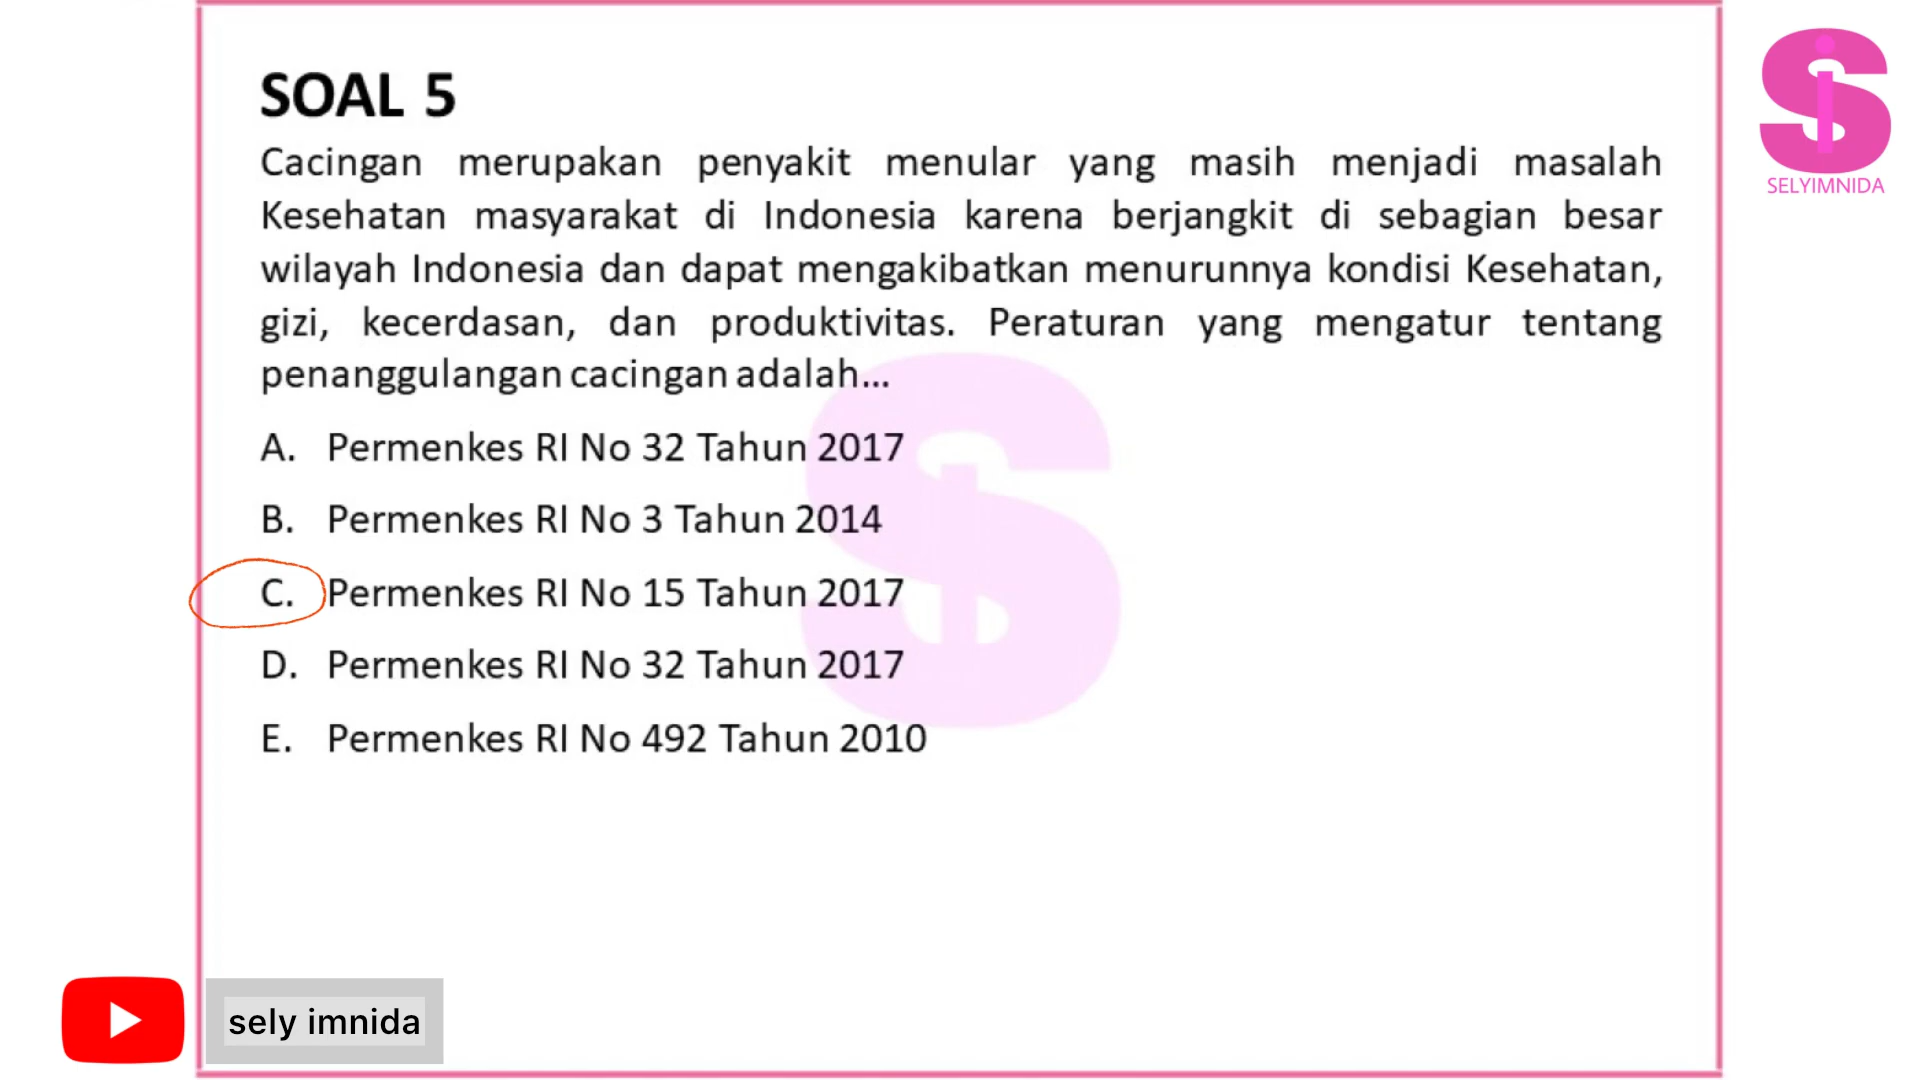 SOAL 5
SELYIMNIDA
Cacingan merupakan penyakit menular yang masih menjadi masalah
Kesehatan masyarakat di Indonesia karena berjangkit di sebagian besar
wilayah Indonesia dan dapat mengakibatkan menurunnya kondisi Kesehatan,
gizi, kecerdasan, dan produktivitas. Peraturan yang mengatur tentang
penanggulangan cacingan adalah...
A. Permenkes RI No 32 Tahun 2017
B. Permenkes RI No 3 Tahun 2014
C. Permenkes RI No 15 Tahun 2017
D. Permenkes RI No 32 Tahun 2017
E. Permenkes RI No 492 Tahun 2010
sely imnida